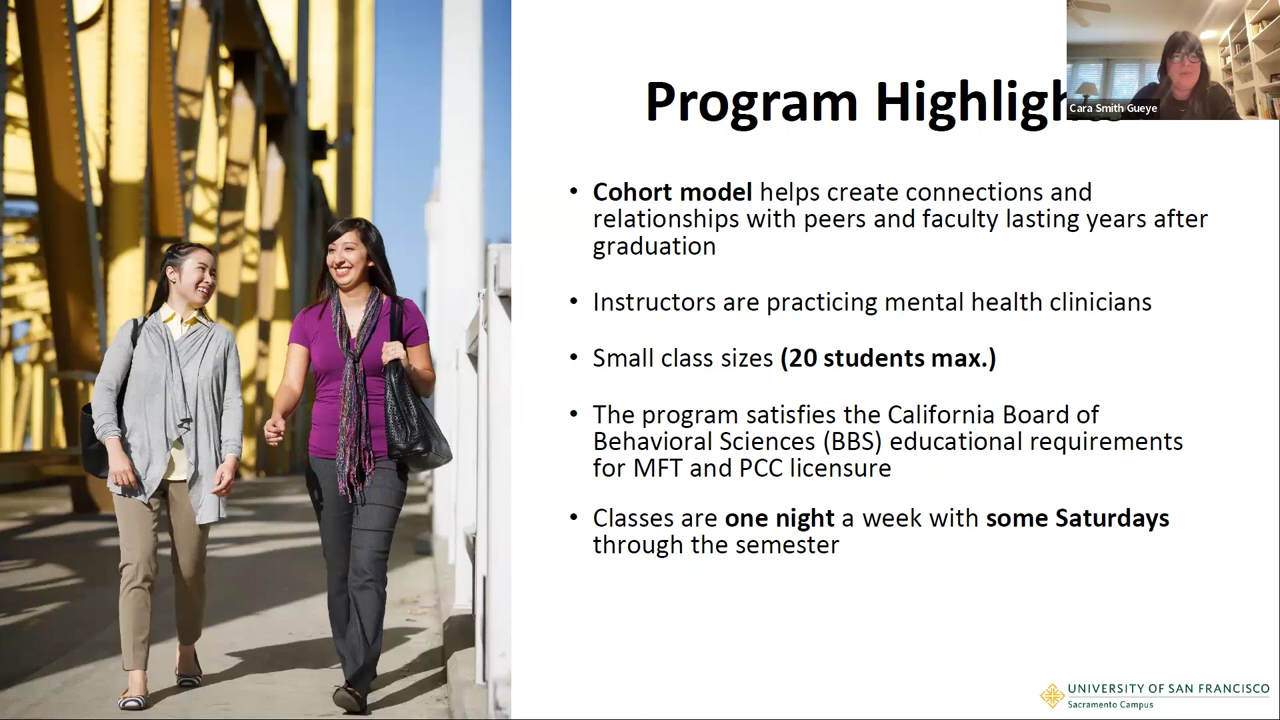 Program Highligh
Cara Smith Gueye
• Cohort model helps create connections and
relationships with peers and faculty lasting years after
graduation
• Instructors are practicing mental health clinicians
• Small class sizes (20 students max.)
• The program satisfies the California Board of
Behavioral Sciences (BBS) educational requirements
for MFT and PCC licensure
• Classes are one night a week with some Saturdays
through the semester
UNIVERSITY OF SAN FRANCISCO
Sacramento Campus